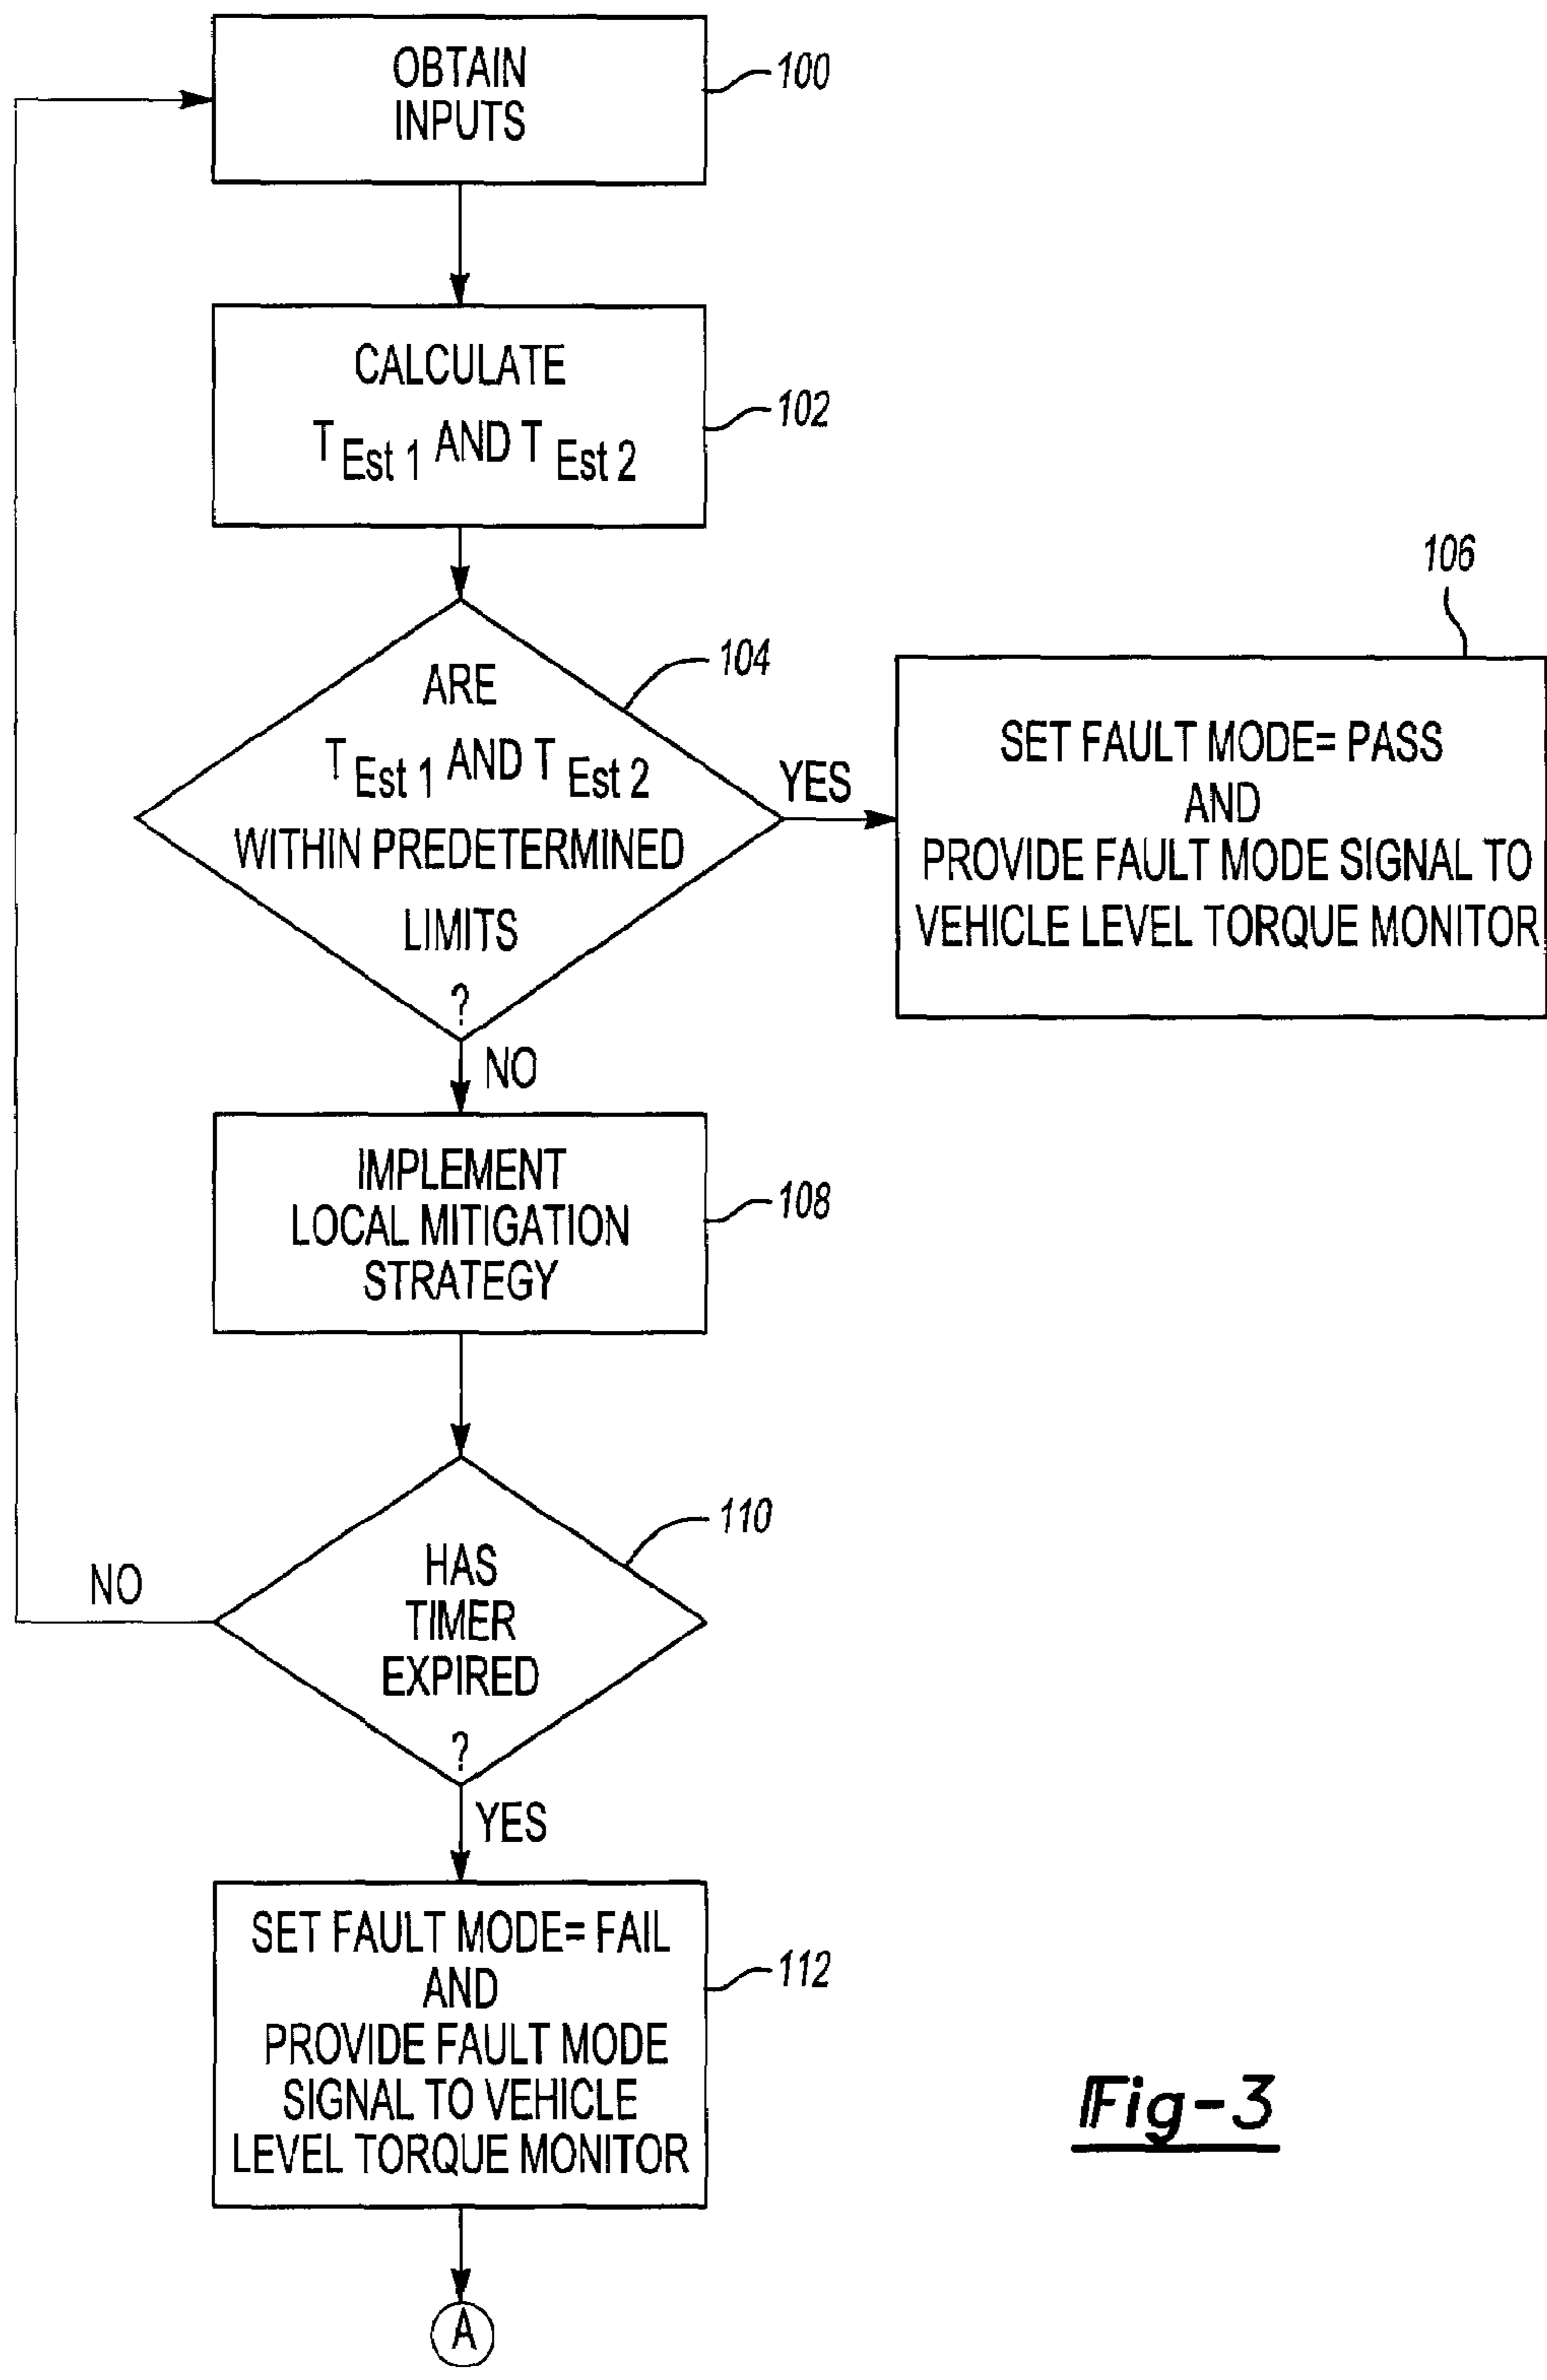 OBTAIN
INPUTS
100
CALCULATE
T Est 1 AND T Est 2
102
ARE
T Est 1 AND T Est 2
WITHIN PREDETERMINED
LIMITS
?
104
YES
106
SET FAULT MODE= PASS
AND
PROVIDE FAULT MODE SIGNAL TO
VEHICLE LEVEL TORQUE MONITOR
NO
IMPLEMENT
LOCAL MITIGATION
STRATEGY
108
HAS
TIMER
EXPIRED
?
110
NO
YES
SET FAULT MODE= FAIL
AND
PROVIDE FAULT MODE
SIGNAL TO VEHICLE
LEVEL TORQUE MONITOR
112
A
Fig-3